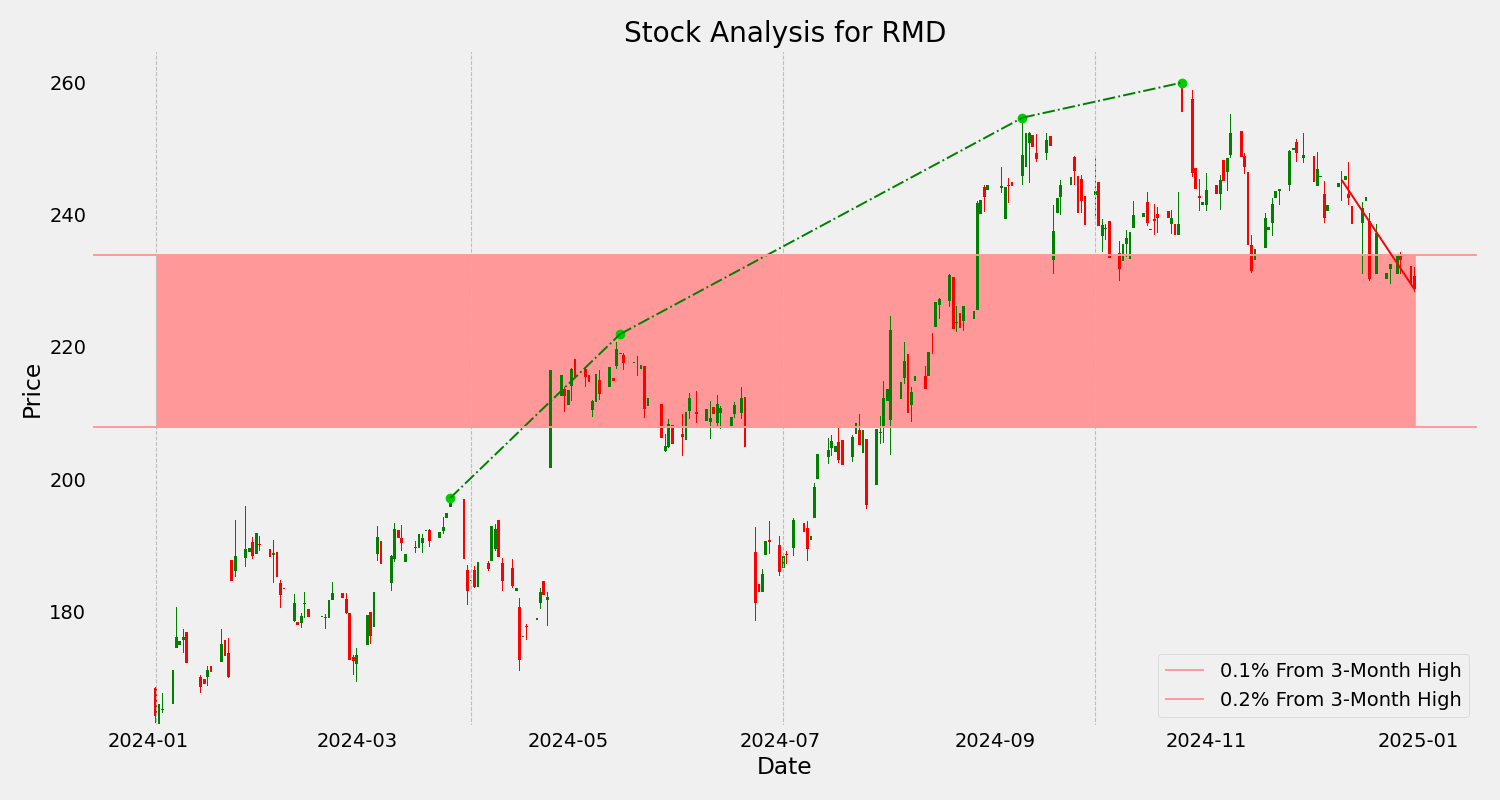 Stock Analysis for RMD
260
240
220
200
180
Price
2024-01
2024-03
2024-05
2024-07
2024-09
2024-11
2025-01
Date
0.1% From 3-Month High
0.2% From 3-Month High